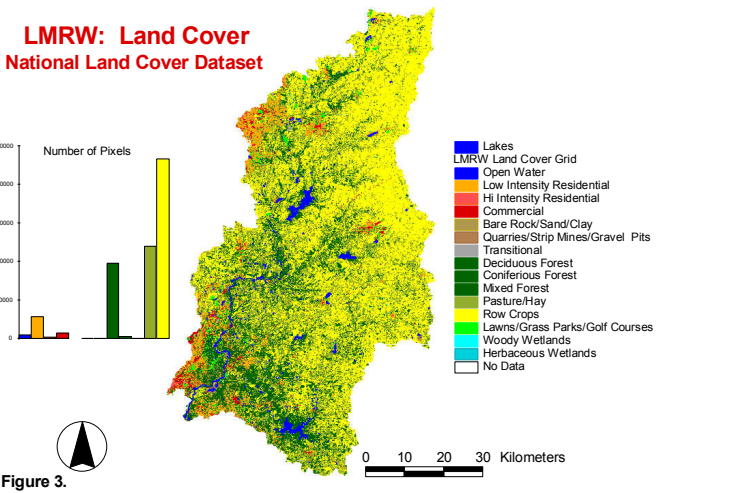 LMRW: Land Cover
National Land Cover Dataset
Number of Pixels
0
Lakes
LMRW Land Cover Grid
Open Water
Low Intensity Residential
Hi Intensity Residential
Commercial
Bare Rock/Sand/Clay
Quarries/Strip Mines/Gravel Pits
Transitional
Deciduous Forest
Coniferious Forest
Mixed Forest
Pasture/Hay
Row Crops
Lawns/Grass Parks/Golf Courses
Woody Wetlands
Herbaceous Wetlands
No Data
0 10 20 30 Kilometers
Figure 3.